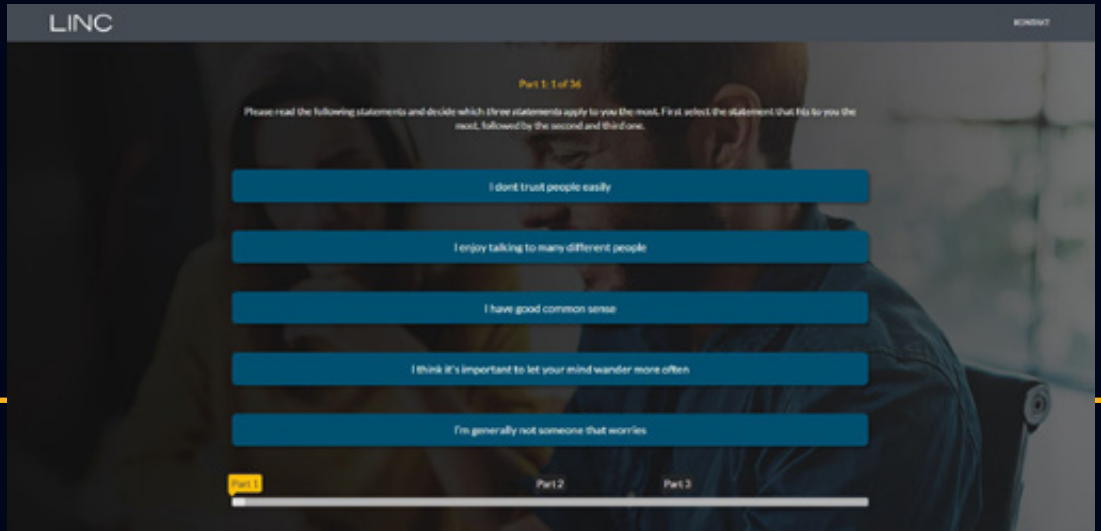 LINC
KONTAKT
Part 1: 1 of 36
Please read the following statements and decide which three statements apply to you the most. First select the statement that fits to you the
most, followed by the second and third one.
I dont trust people easily
I enjoy talking to many different people
I have good common sense
I think it's important to let your mind wander more often
I'm generally not someone that worries
Part 1
Part 2
Part 3